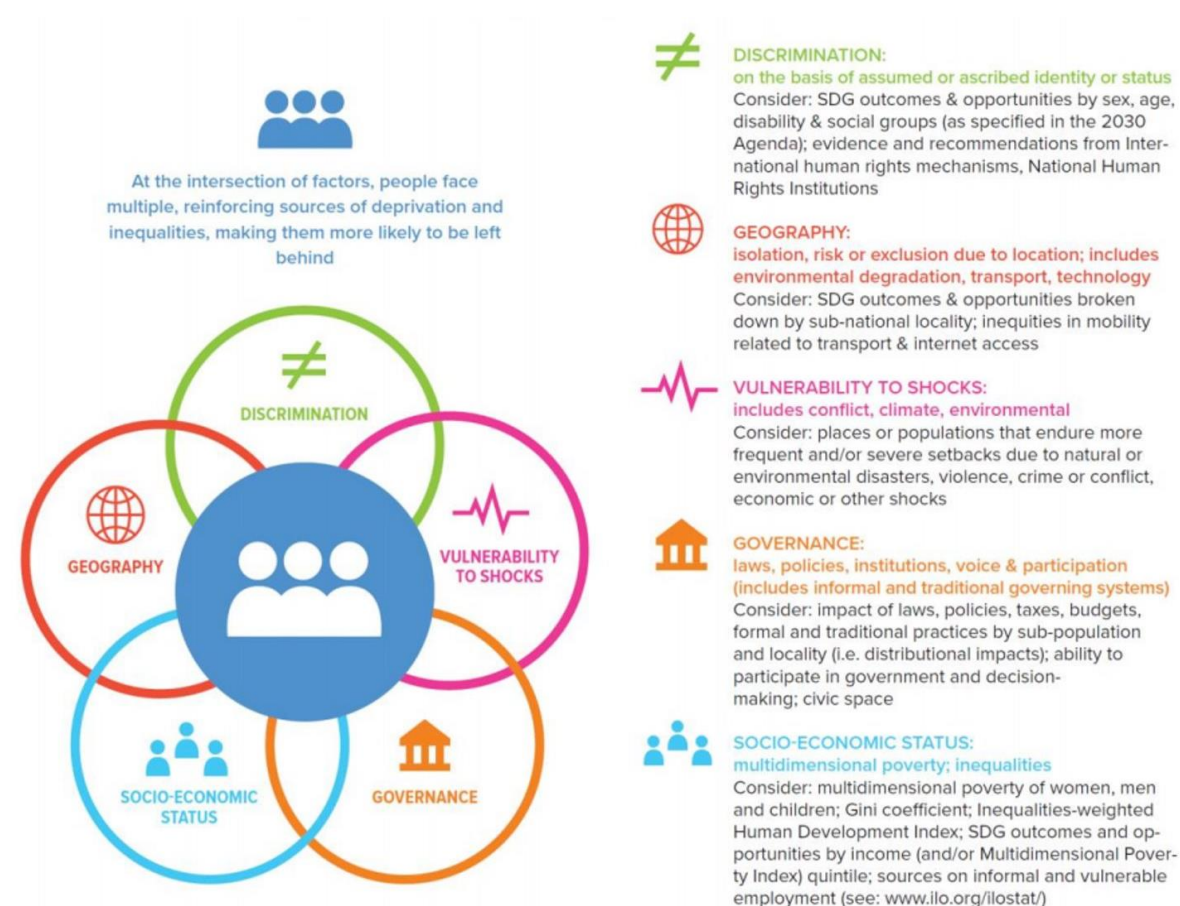 At the intersection of factors, people face
multiple, reinforcing sources of deprivation and
inequalities, making them more likely to be left
behind
DISCRIMINATION
GEOGRAPHY
VULNERABILITY
TO SHOCKS
SOCIO-ECONOMIC
STATUS
GOVERNANCE
DISCRIMINATION:
on the basis of assumed or ascribed identity or status
Consider: SDG outcomes & opportunities by sex, age,
disability & social groups (as specified in the 2030
Agenda); evidence and recommendations from Inter-
national human rights mechanisms, National Human
Rights Institutions
GEOGRAPHY:
isolation, risk or exclusion due to location; includes
environmental degradation, transport, technology
Consider: SDG outcomes & opportunities broken
down by sub-national locality; inequities in mobility
related to transport & internet access
VULNERABILITY TO SHOCKS:
includes conflict, climate, environmental
Consider: places or populations that endure more
frequent and/or severe setbacks due to natural or
environmental disasters, violence, crime or conflict,
economic or other shocks
GOVERNANCE:
laws, policies, institutions, voice & participation
(includes informal and traditional governing systems)
Consider: impact of laws, policies, taxes, budgets,
formal and traditional practices by sub-population
and locality (i.e. distributional impacts); ability to
participate in government and decision-
making; civic space
SOCIO-ECONOMIC STATUS:
multidimensional poverty; inequalities
Consider: multidimensional poverty of women, men
and children; Gini coefficient; Inequalities-weighted
Human Development Index; SDG outcomes and op-
portunities by income (and/or Multidimensional Pover-
ty Index) quintile; sources on informal and vulnerable
employment (see: www.ilo.org/ilostat/)